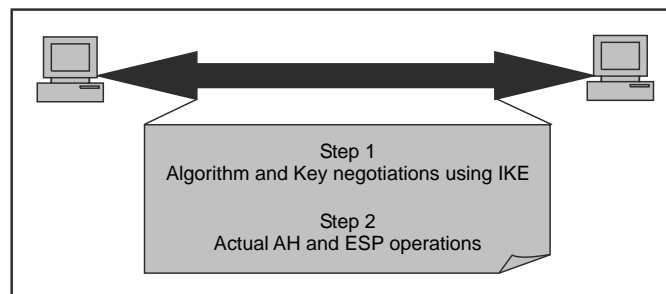 Step 1
Algorithm and Key negotiations using IKE
Step 2
Actual AH and ESP operations